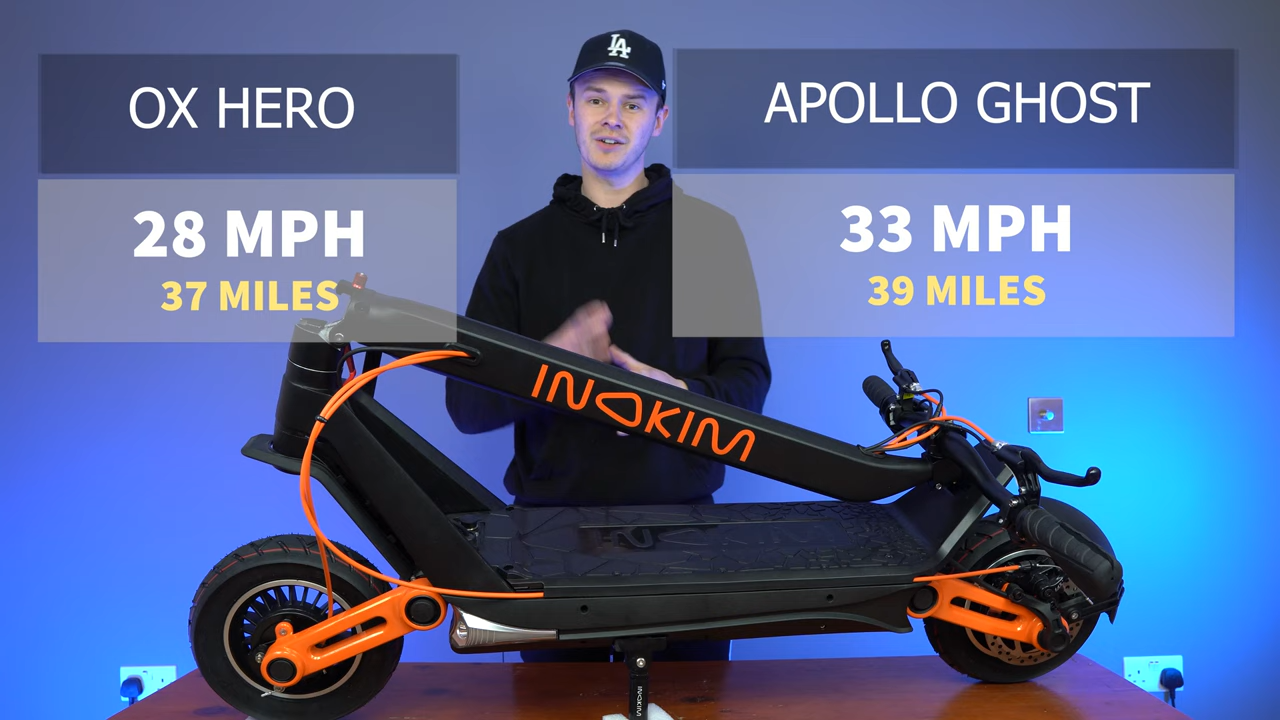 LA
OX HERO
28 MPH
37 MILES
APOLLO GHOST
33 MPH
39 MILES
INOKIM
INOKIM